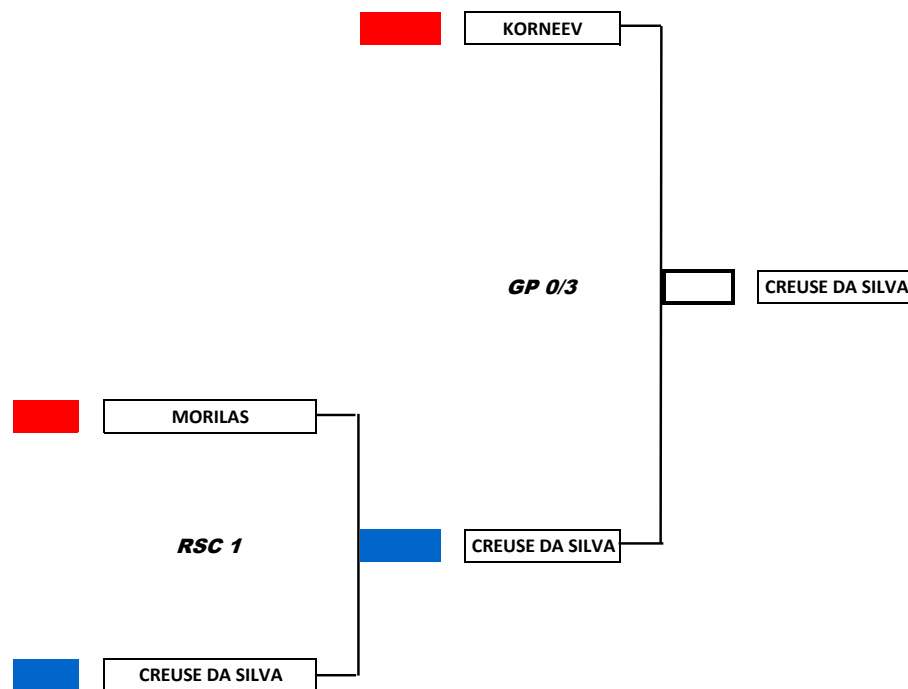 KORNEEV
GP 0/3
CREUSE DA SILVA
MORILAS
RSC 1
CREUSE DA SILVA
CREUSE DA SILVA